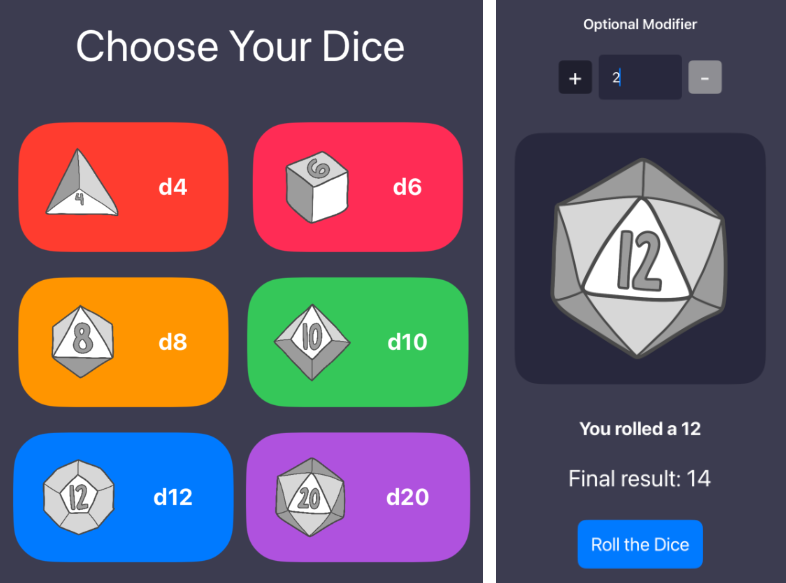 Choose Your Dice
4
d4
6
d6
8
d8
10
d10
12
d12
20
d20
Optional Modifier
+ 2 -
12
You rolled a 12
Final result: 14
Roll the Dice